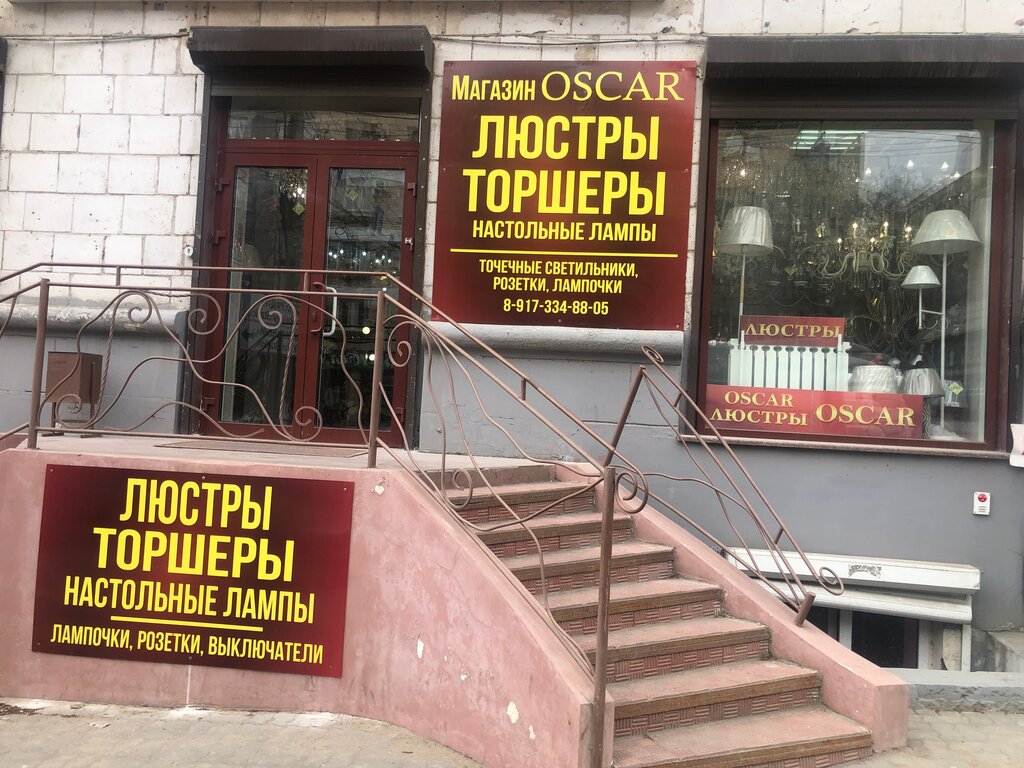 Магазин OSCAR
ЛЮСТРЫ
ТОРШЕРЫ
НАСТОЛЬНЫЕ ЛАМПЫ
ТОЧЕЧНЫЕ СВЕТИЛЬНИКИ,
РОЗЕТКИ, ЛАМПОЧКИ
8-917-334-88-05
ЛЮСТРЫ
OSCAR
ЛЮСТРЫ
OSCAR
ЛЮСТРЫ
ТОРШЕРЫ
НАСТОЛЬНЫЕ ЛАМПЫ
ЛАМПОЧКИ, РОЗЕТКИ, ВЫКЛЮЧАТЕЛИ